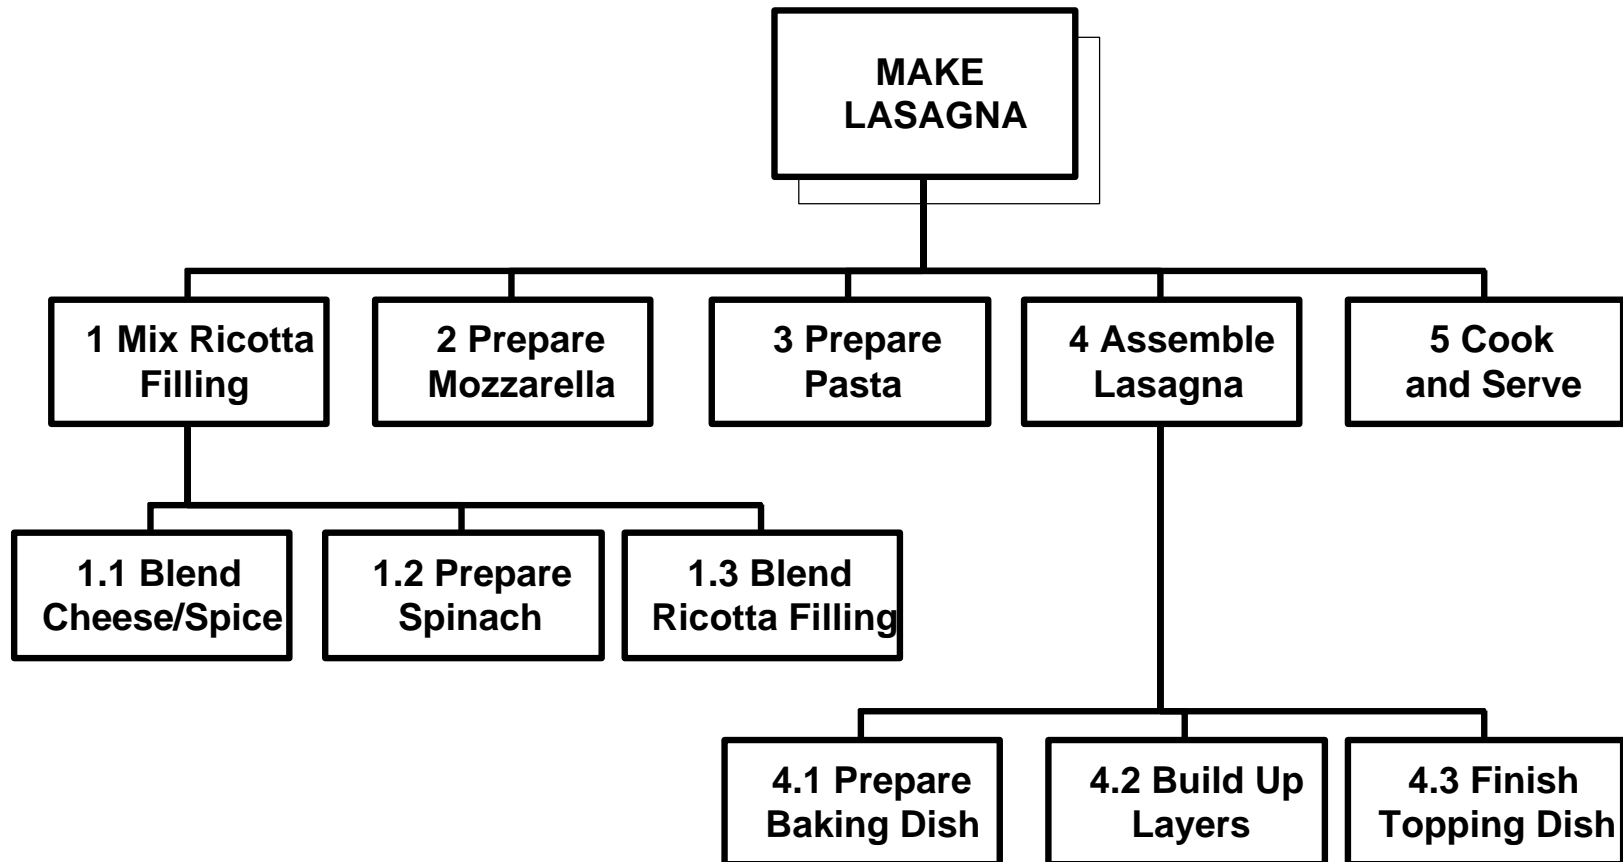 MAKE
LASAGNA
1 Mix Ricotta
Filling
2 Prepare
Mozzarella
3 Prepare
Pasta
4 Assemble
Lasagna
5 Cook
and Serve
1.1 Blend
Cheese/Spice
1.2 Prepare
Spinach
1.3 Blend
Ricotta Filling
4.1 Prepare
Baking Dish
4.2 Build Up
Layers
4.3 Finish
Topping Dish